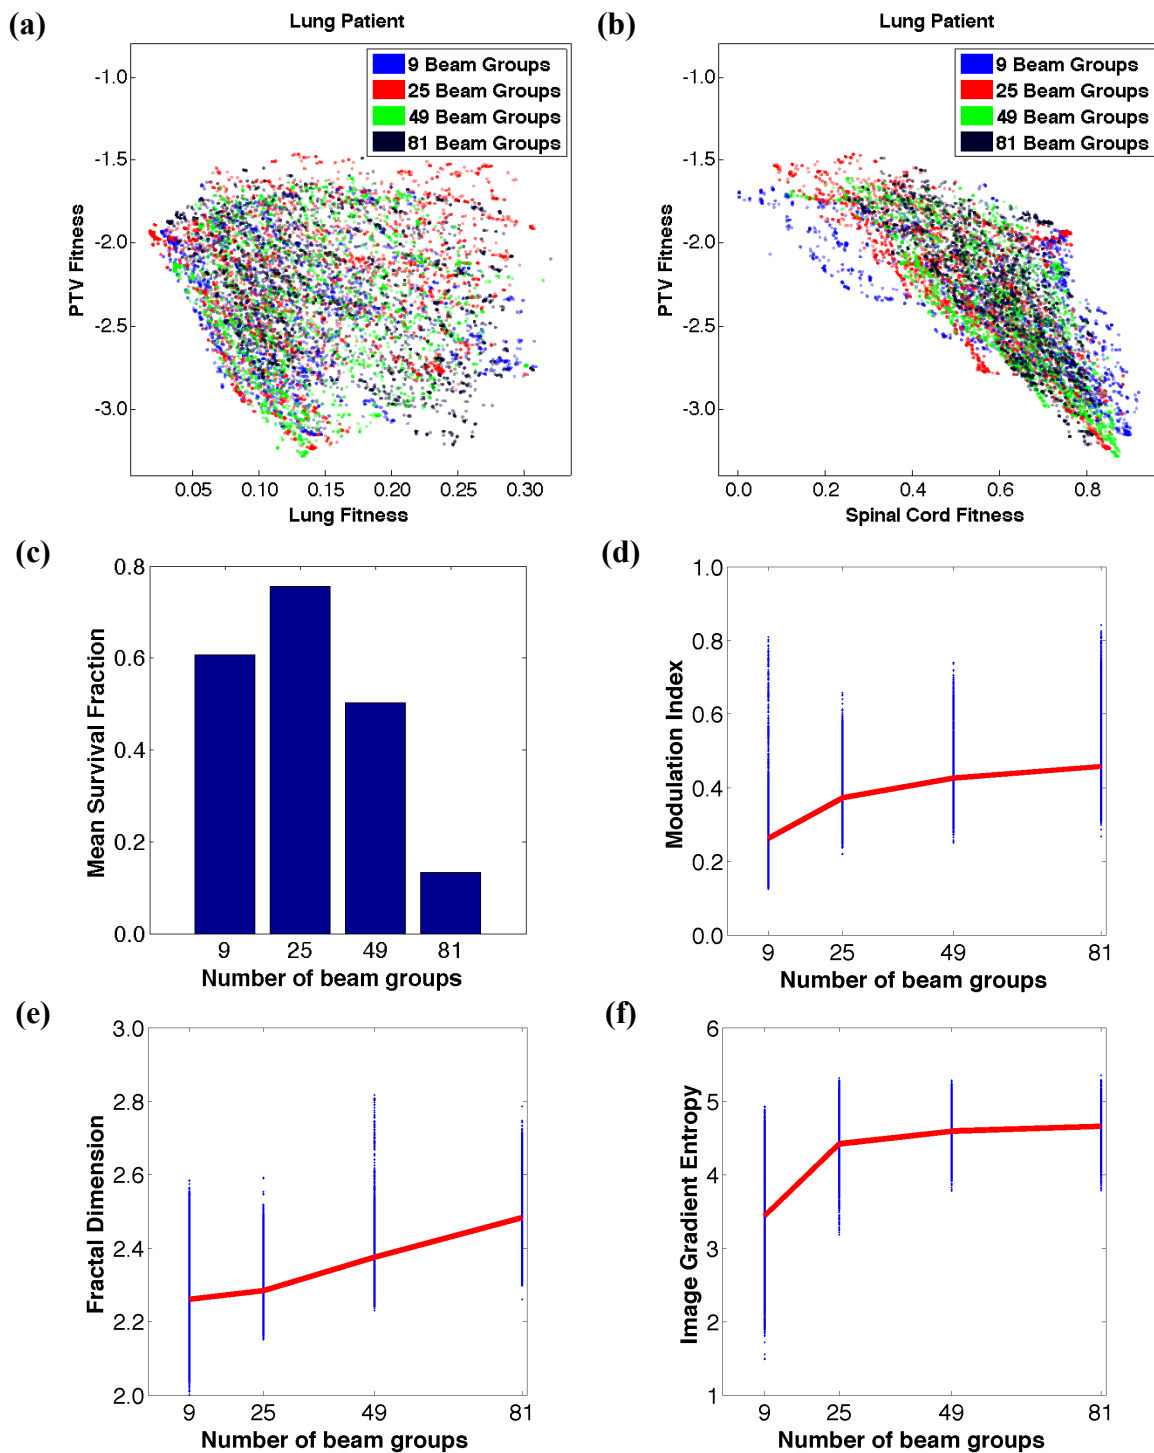 (a)
Lung Patient
9 Beam Groups
25 Beam Groups
49 Beam Groups
81 Beam Groups
PTV Fitness
-1.0
-1.5
-2.0
-2.5
-3.0
0.05
0.10
0.15
0.20
0.25
0.30
Lung Fitness
(b)
Lung Patient
9 Beam Groups
25 Beam Groups
49 Beam Groups
81 Beam Groups
PTV Fitness
-1.0
-1.5
-2.0
-2.5
-3.0
0.0
0.2
0.4
0.6
0.8
Spinal Cord Fitness
(c)
Mean Survival Fraction
0.8
0.6
0.4
0.2
0.0
9
25
49
81
Number of beam groups
(d)
Modulation Index
1.0
0.8
0.6
0.4
0.2
0.0
9
25
49
81
Number of beam groups
(e)
Fractal Dimension
3.0
2.8
2.6
2.4
2.2
2.0
9
25
49
81
Number of beam groups
(f)
Image Gradient Entropy
6
5
4
3
2
1
9
25
49
81
Number of beam groups